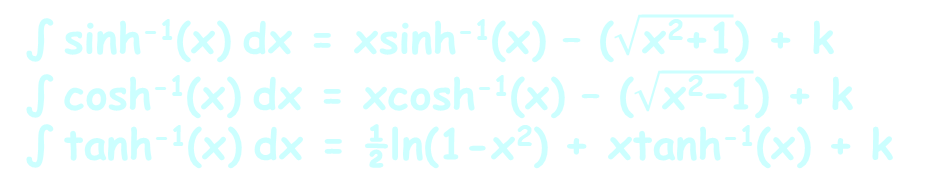 ∫ sinh⁻¹(x) dx = xsinh⁻¹(x) - (√x²+1) + k
∫ cosh⁻¹(x) dx = xcosh⁻¹(x) - (√x²-1) + k
∫ tanh⁻¹(x) dx = ½ln(1-x²) + xtanh⁻¹(x) + k